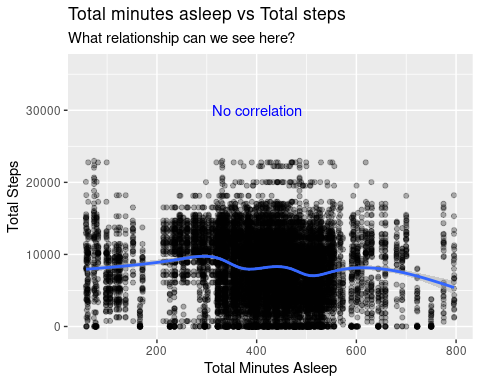 Total minutes asleep vs Total steps
What relationship can we see here?
No correlation
Total Steps
30000
20000
10000
0
200
400
600
800
Total Minutes Asleep